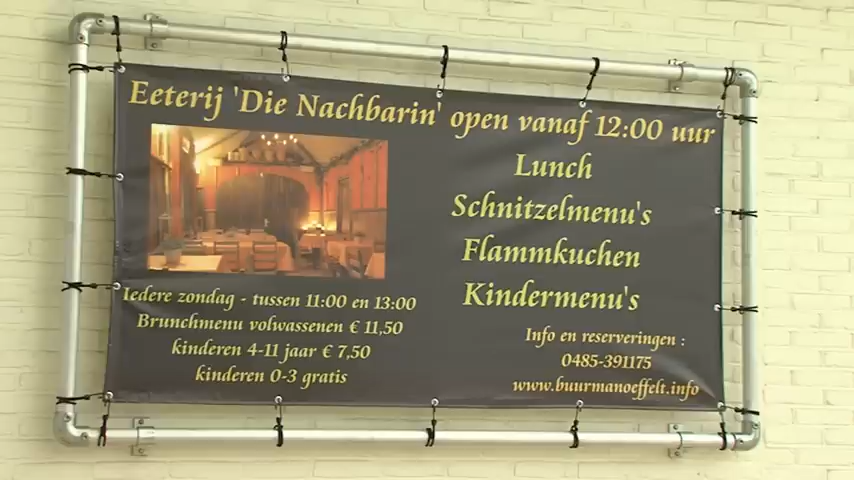 Eeterij 'Die Nachbarin' open vanaf 12:00 uur
Lunch
Schnitzelmenu's
Flammkuchen
Kindermenu's
Iedere zondag - tussen 11:00 en 13:00
Brunchmenu volwassenen € 11,50
kinderen 4-11 jaar € 7,50
kinderen 0-3 gratis
Info en reserveringen :
0485-391175
www.buurmanoeffelt.info